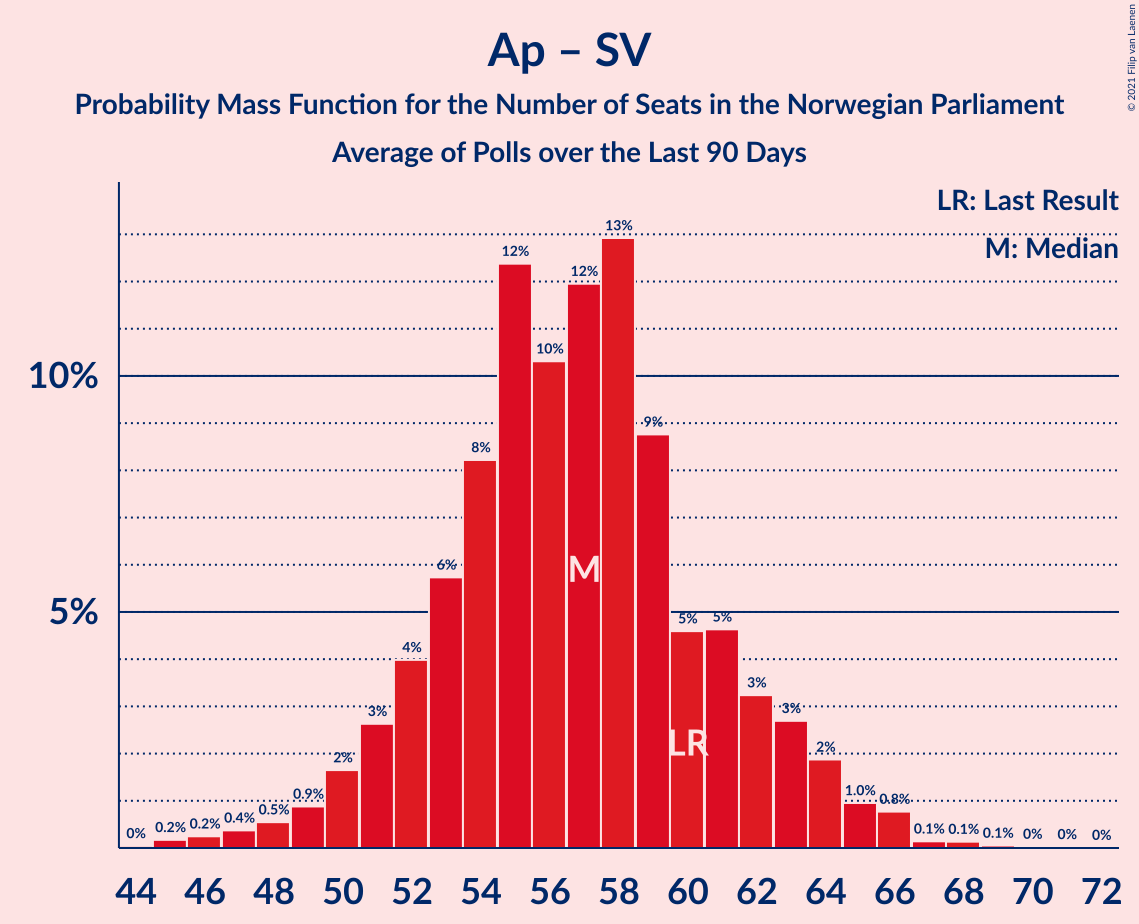 Ap – SV
Probability Mass Function for the Number of Seats in the Norwegian Parliament
Average of Polls over the Last 90 Days
© 2021 Filip van Laenen
LR: Last Result
M: Median
10%
5%
0% 0.2% 0.2% 0.4% 0.5% 0.9% 2% 3% 4% 6% 8% 12% 10% 12% 13% 9% 5% 5% 3% 3% 2% 1.0% 0.8% 0.1% 0.1% 0.1% 0% 0% 0%
M
LR
44 46 48 50 52 54 56 58 60 62 64 66 68 70 72